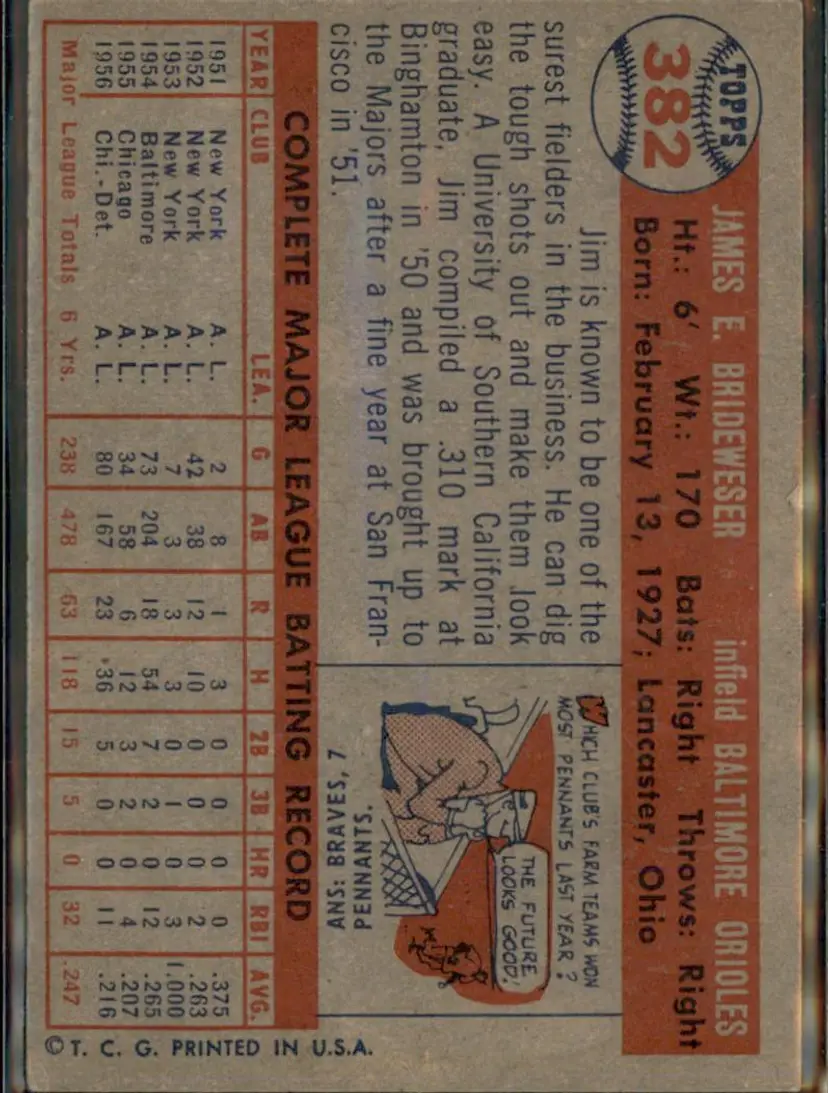 TOPPS
382
JAMES E. BRIDEWESER infield BALTIMORE ORIOLES
Ht.: 6' Wt.: 170 Bats: Right Throws: Right
Born: February 13, 1927; Lancaster, Ohio
Jim is known to be one of the
surest fielders in the business. He can dig
the tough shots out and make them look
easy. A University of Southern California
graduate, Jim compiled a .310 mark at
Binghamton in '50 and was brought up to
the Majors after a fine year at San Fran-
cisco in '51.
WHICH CLUB'S FARM TEAMS WON
MOST PENNANTS LAST YEAR?
THE FUTURE
LOOKS GOOD!
ANS: BRAVES, 7
PENNANTS.
COMPLETE MAJOR LEAGUE BATTING RECORD
YEAR CLUB LEA. G AB R H 2B 3B HR RBI AVG.
1951 New York A. L. 2 8 1 3 0 0 0 0 .375
1952 New York A. L. 42 38 12 10 0 0 0 2 .263
1953 New York A. L. 7 3 3 3 0 1 0 3 1.000
1954 Baltimore A. L. 73 204 18 54 7 2 0 12 .265
1955 Chicago A. L. 34 58 6 12 3 2 0 4 .207
1956 Chi.-Det. A. L. 80 167 23 36 5 0 0 11 .216
Major League Totals 6 Yrs. 238 478 63 118 15 5 0 32 .247
© T. C. G. PRINTED IN U.S.A.